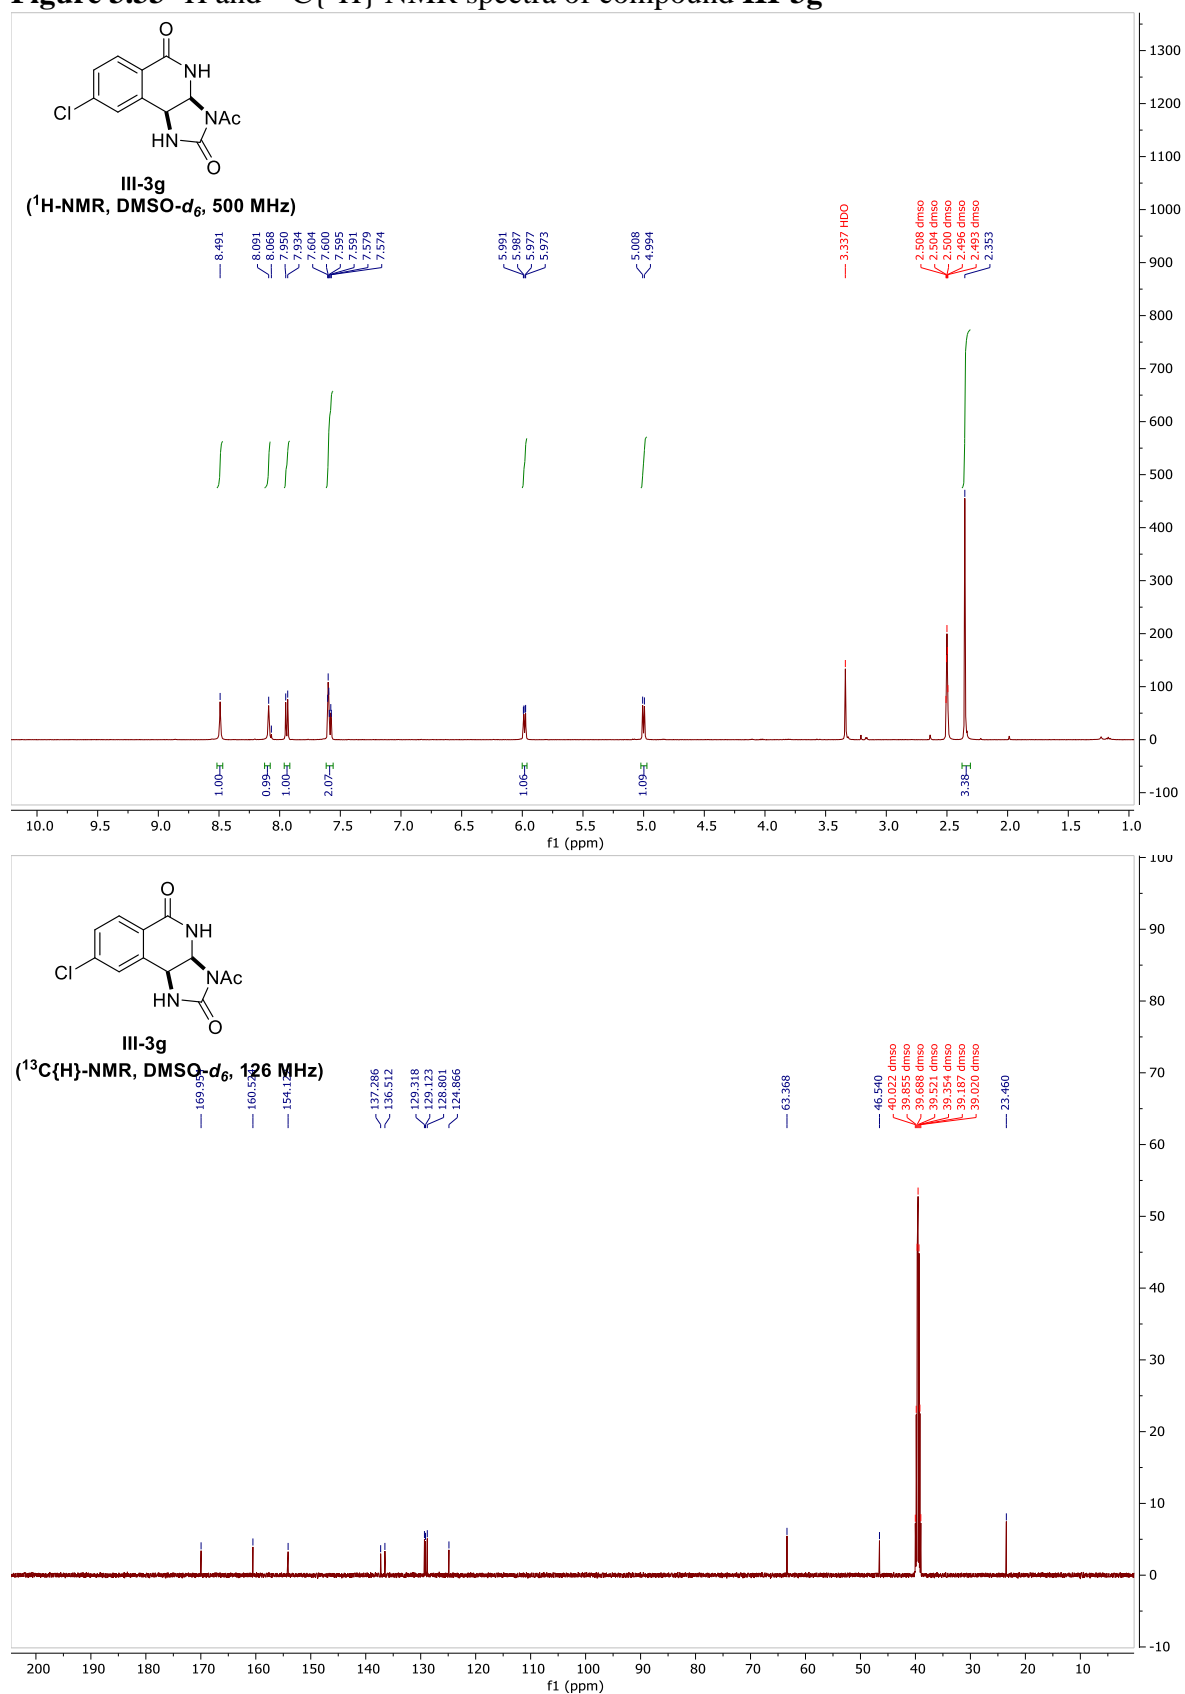 Figure 3.33 ¹H and ¹³C{¹H} NMR spectra of compound III-3g
O
NH
Cl
NAc
HN
O
III-3g
(¹H-NMR, DMSO-d₆, 500 MHz)
8.491
8.091
8.068
7.950
7.934
7.604
7.600
7.595
7.591
7.579
7.574
5.991
5.987
5.977
5.973
5.008
4.994
3.337 HDO
2.508 dmso
2.504 dmso
2.500 dmso
2.496 dmso
2.493 dmso
2.353
1300
1200
1100
1000
900
800
700
600
500
400
300
200
100
0
-100
1.00
0.99
1.00
2.07
1.06
1.09
3.38
10.0 9.5 9.0 8.5 8.0 7.5 7.0 6.5 6.0 5.5 5.0 4.5 4.0 3.5 3.0 2.5 2.0 1.5 1.0
f1 (ppm)
O
NH
Cl
NAc
HN
O
III-3g
(¹³C{H}-NMR, DMSO-d₆, 126 MHz)
137.286
136.512
129.318
129.123
128.801
124.866
63.368
46.540
40.022 dmso
39.855 dmso
39.688 dmso
39.521 dmso
39.354 dmso
39.187 dmso
39.020 dmso
23.460
100
90
80
70
60
50
40
30
20
10
0
-10
200 190 180 170 160 150 140 130 120 110 100 90 80 70 60 50 40 30 20 10
f1 (ppm)